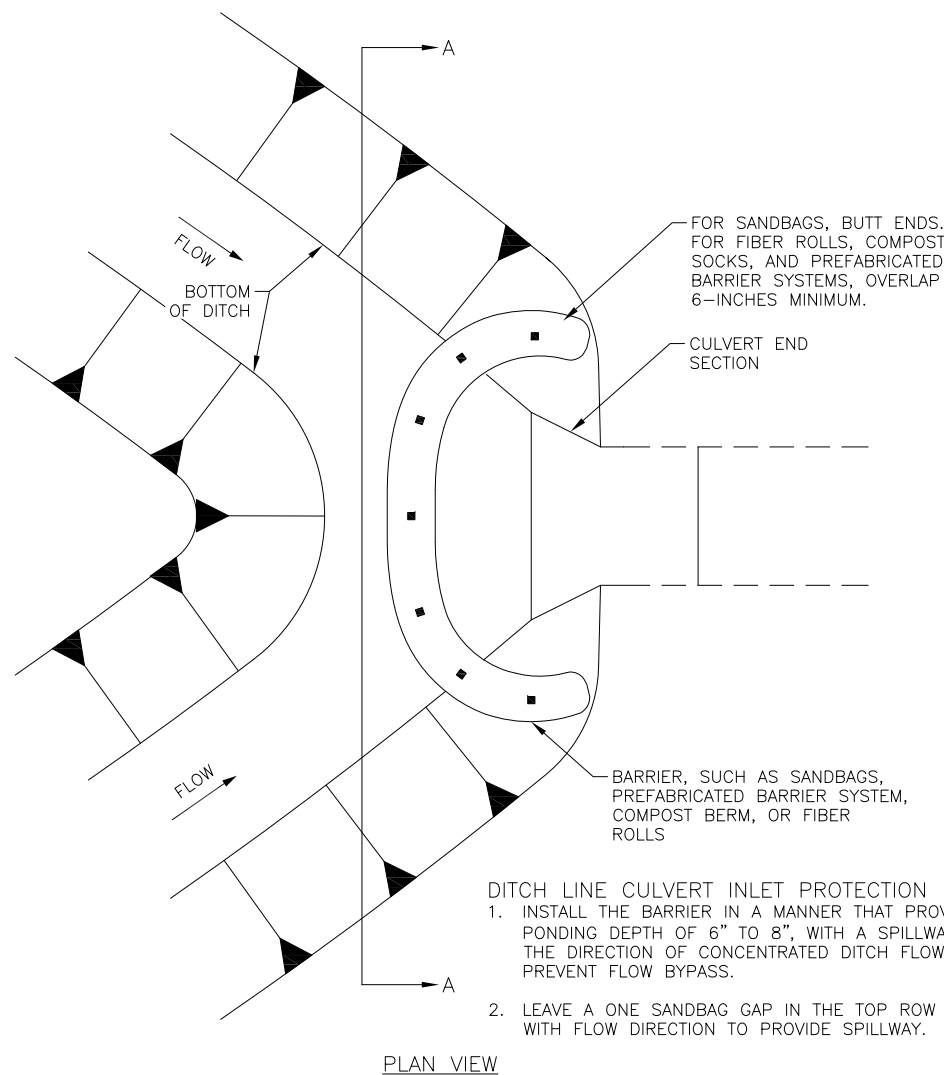 A
FOR SANDBAGS, BUTT ENDS.
FOR FIBER ROLLS, COMPOST
SOCKS, AND PREFABRICATED
BARRIER SYSTEMS, OVERLAP
6-INCHES MINIMUM.
FLOW
BOTTOM
OF DITCH
CULVERT END
SECTION
FLOW
BARRIER, SUCH AS SANDBAGS,
PREFABRICATED BARRIER SYSTEM,
COMPOST BERM, OR FIBER
ROLLS
DITCH LINE CULVERT INLET PROTECTION
1. INSTALL THE BARRIER IN A MANNER THAT
PONDING DEPTH OF 6" TO 8", WITH A
THE DIRECTION OF CONCENTRATED DITCH FLOW
PREVENT FLOW BYPASS.
A
2. LEAVE A ONE SANDBAG GAP IN THE TOP ROW
WITH FLOW DIRECTION TO PROVIDE SPILLWAY.
PLAN VIEW